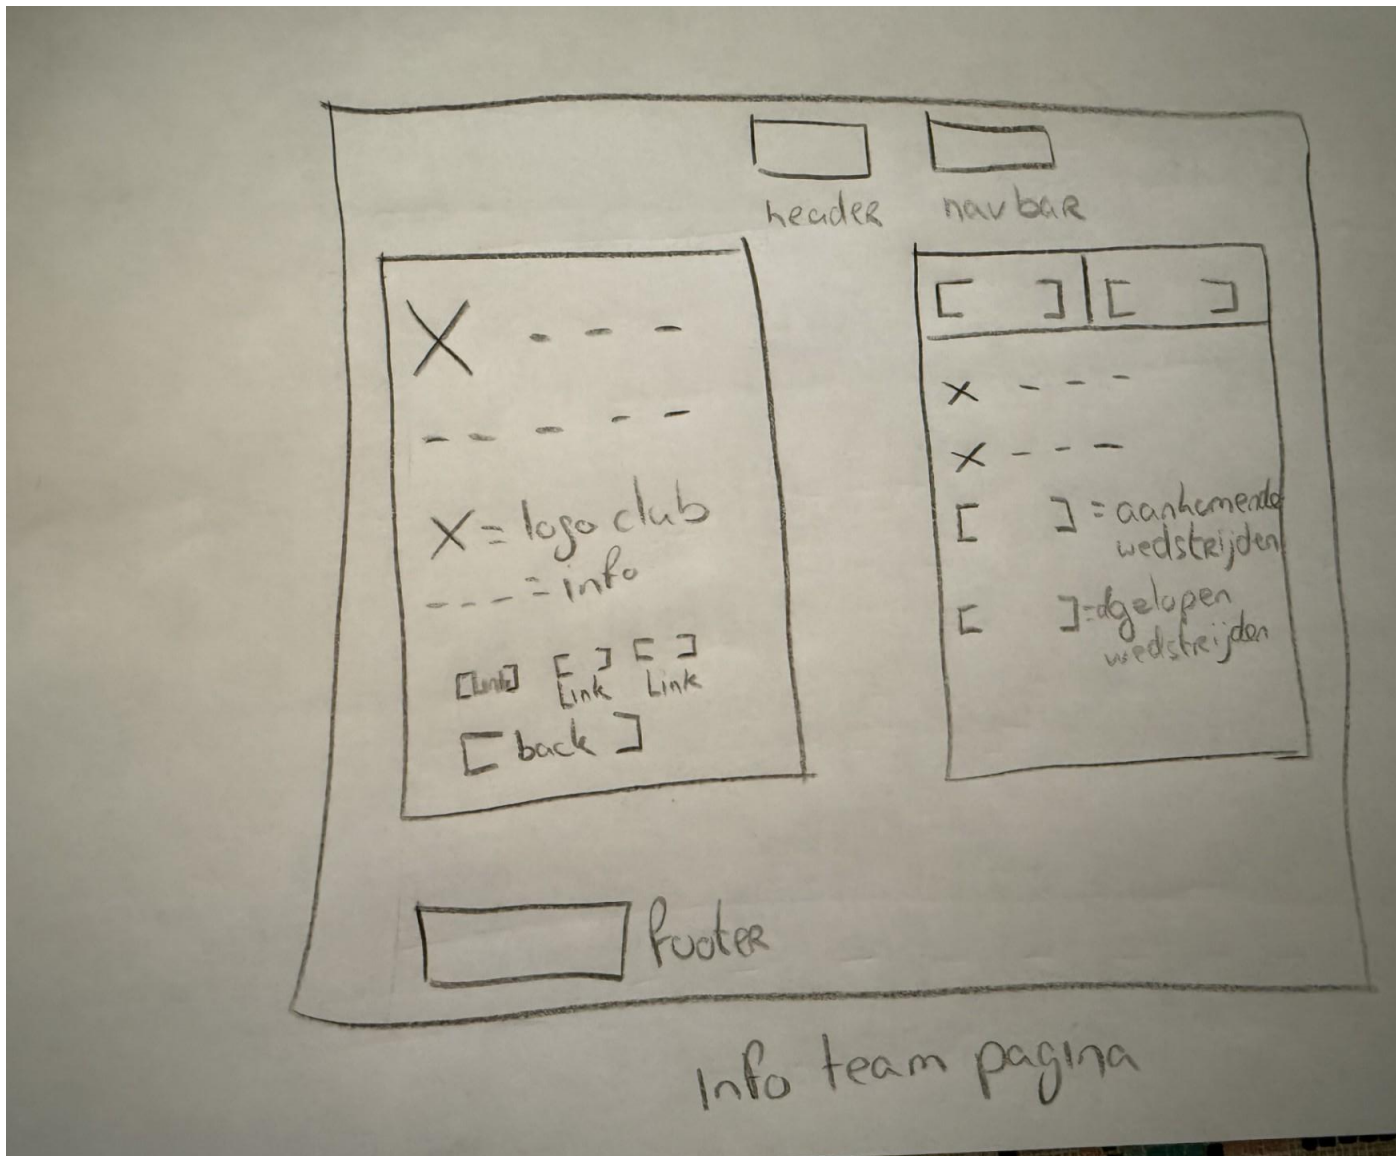 header
navbar
X - - -
- - - - -
X = logo club
- - - = info
[Link] [ ] [ ]
Link Link
[ back ]
[ ] [ ]
x - - -
x - - -
[ ] = aankomende
wedstrijden
[ ] = afgelopen
wedstrijden
footer
Info team pagina